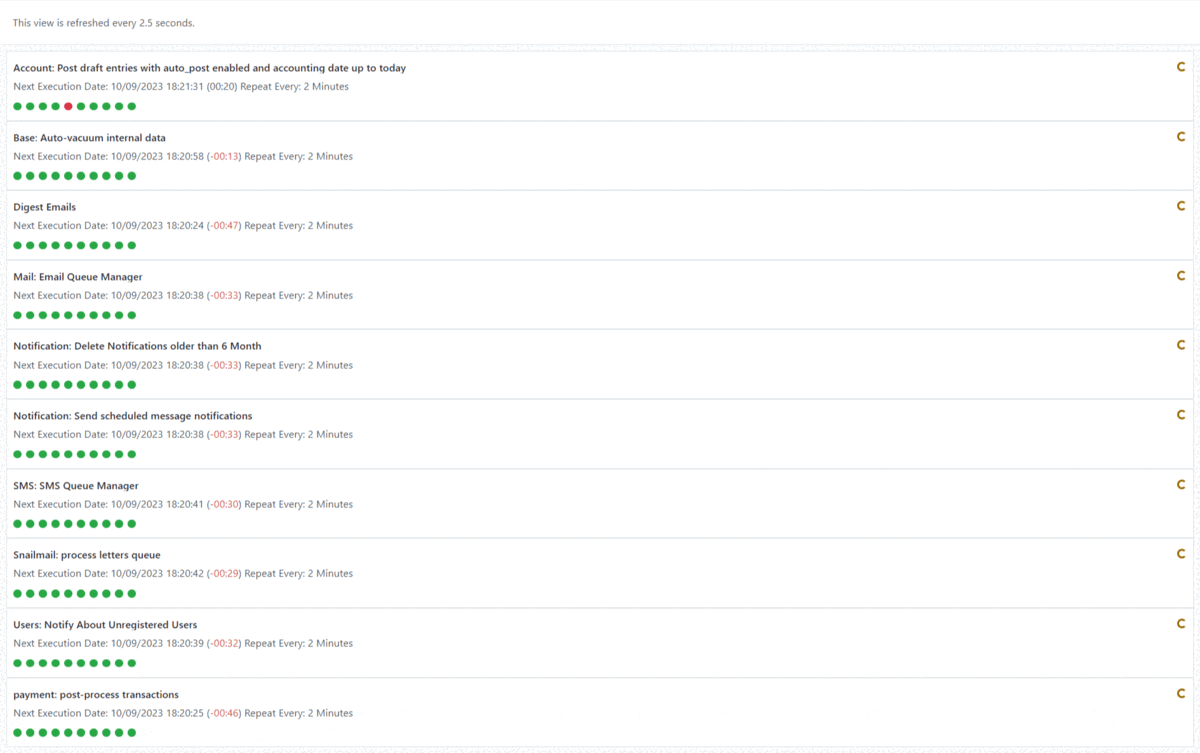 This view is refreshed every 2.5 seconds.
Account: Post draft entries with auto_post enabled and accounting date up to today
Next Execution Date: 10/09/2023 18:21:31 (00:20) Repeat Every: 2 Minutes
Base: Auto-vacuum internal data
Next Execution Date: 10/09/2023 18:20:58 (-00:13) Repeat Every: 2 Minutes
Digest Emails
Next Execution Date: 10/09/2023 18:20:24 (-00:47) Repeat Every: 2 Minutes
Mail: Email Queue Manager
Next Execution Date: 10/09/2023 18:20:38 (-00:33) Repeat Every: 2 Minutes
Notification: Delete Notifications older than 6 Month
Next Execution Date: 10/09/2023 18:20:38 (-00:33) Repeat Every: 2 Minutes
Notification: Send scheduled message notifications
Next Execution Date: 10/09/2023 18:20:38 (-00:33) Repeat Every: 2 Minutes
SMS: SMS Queue Manager
Next Execution Date: 10/09/2023 18:20:41 (-00:30) Repeat Every: 2 Minutes
Snailmail: process letters queue
Next Execution Date: 10/09/2023 18:20:42 (-00:29) Repeat Every: 2 Minutes
Users: Notify About Unregistered Users
Next Execution Date: 10/09/2023 18:20:39 (-00:32) Repeat Every: 2 Minutes
payment: post-process transactions
Next Execution Date: 10/09/2023 18:20:25 (-00:46) Repeat Every: 2 Minutes